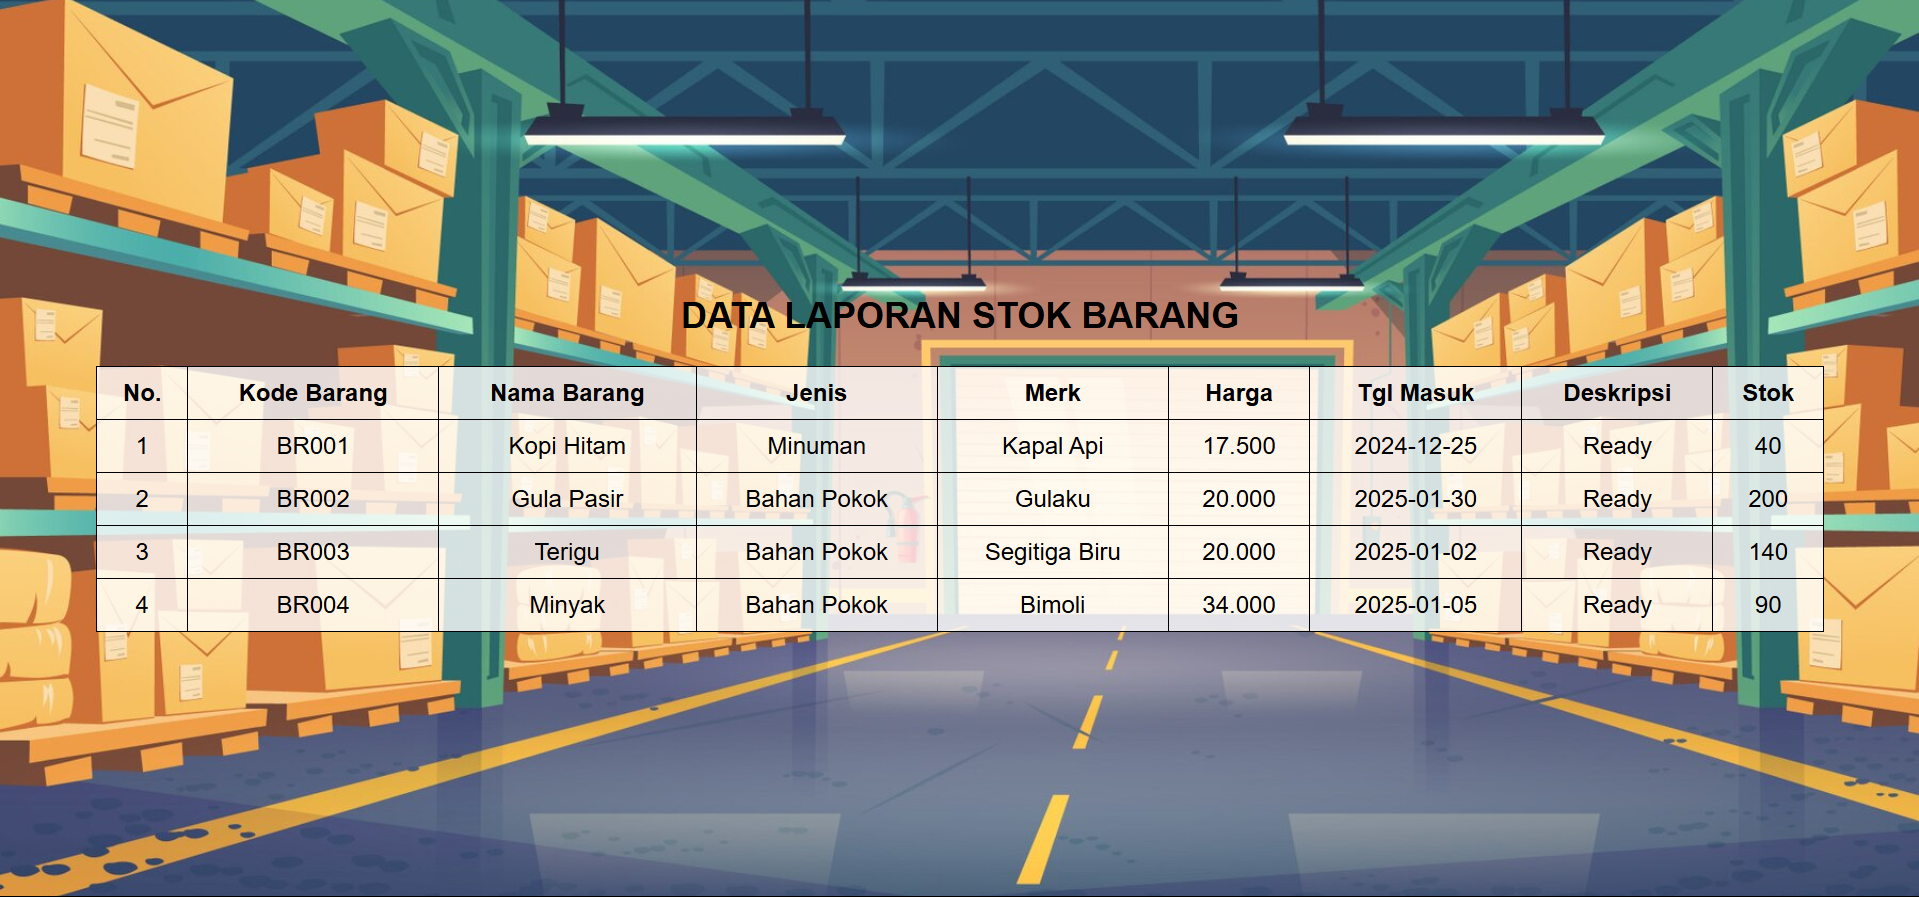 DATA LAPORAN STOK BARANG
No. Kode Barang Nama Barang Jenis Merk Harga Tgl Masuk Deskripsi Stok
1 BR001 Kopi Hitam Minuman Kapal Api 17.500 2024-12-25 Ready 40
2 BR002 Gula Pasir Bahan Pokok Gulaku 20.000 2025-01-30 Ready 200
3 BR003 Terigu Bahan Pokok Segitiga Biru 20.000 2025-01-02 Ready 140
4 BR004 Minyak Bahan Pokok Bimoli 34.000 2025-01-05 Ready 90